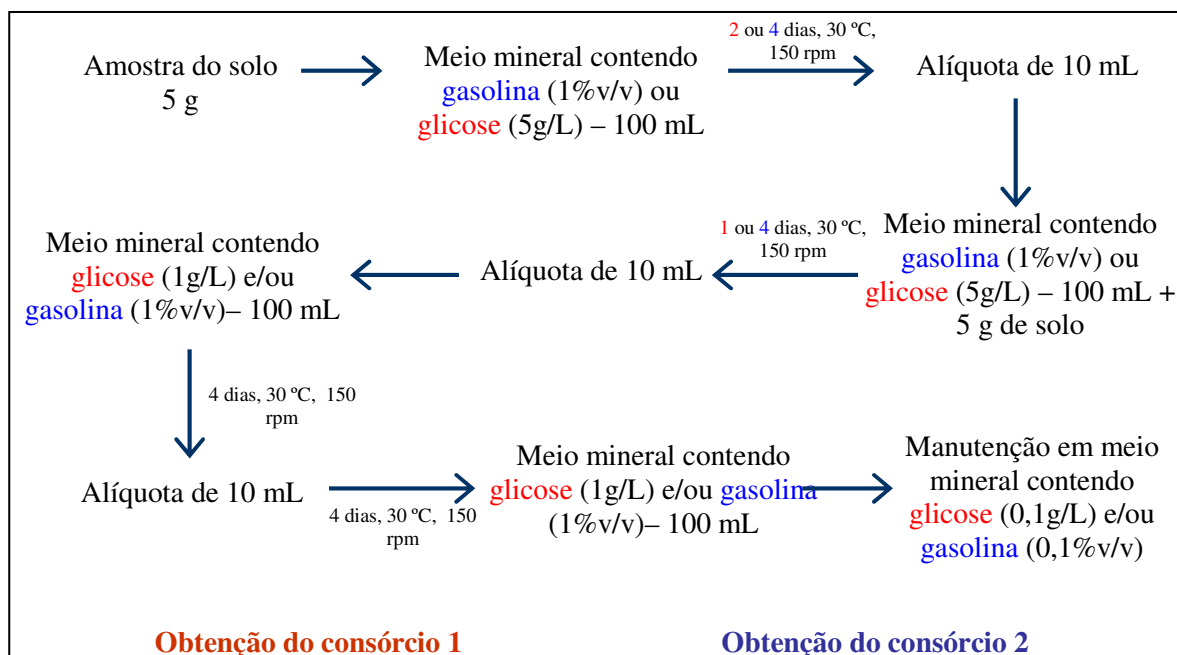 Amostra do solo
5 g
Meio mineral contendo
gasolina (1%v/v) ou
glicose (5g/L) – 100 mL
2 ou 4 dias, 30 ºC,
150 rpm
Alíquota de 10 mL
Meio mineral contendo
gasolina (1%v/v) ou
glicose (5g/L) – 100 mL +
5 g de solo
1 ou 4 dias, 30 ºC,
150 rpm
Alíquota de 10 mL
Meio mineral contendo
glicose (1g/L) e/ou
gasolina (1%v/v)– 100 mL
4 dias, 30 ºC, 150
rpm
Alíquota de 10 mL
4 dias, 30 ºC, 150
rpm
Meio mineral contendo
glicose (1g/L) e/ou gasolina
(1%v/v)– 100 mL
Manutenção em meio
mineral contendo
glicose (0,1g/L) e/ou
gasolina (0,1%v/v)
Obtenção do consórcio 1
Obtenção do consórcio 2